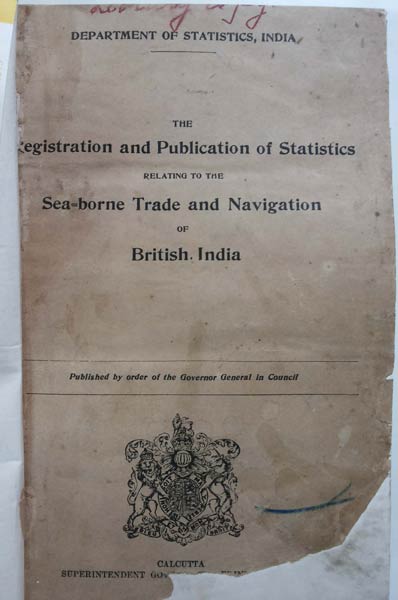 DEPARTMENT OF STATISTICS, INDIA
THE
egistration and Publication of Statistics
RELATING TO THE
Sea-borne Trade and Navigation
OF
British India
Published by order of the Governor General in Council
CALCUTTA
SUPERINTENDENT